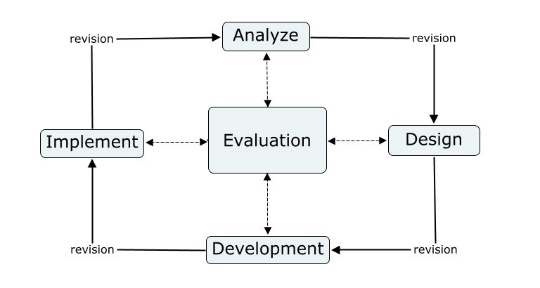 revision
Analyze
revision
Implement
Evaluation
Design
revision
Development
revision